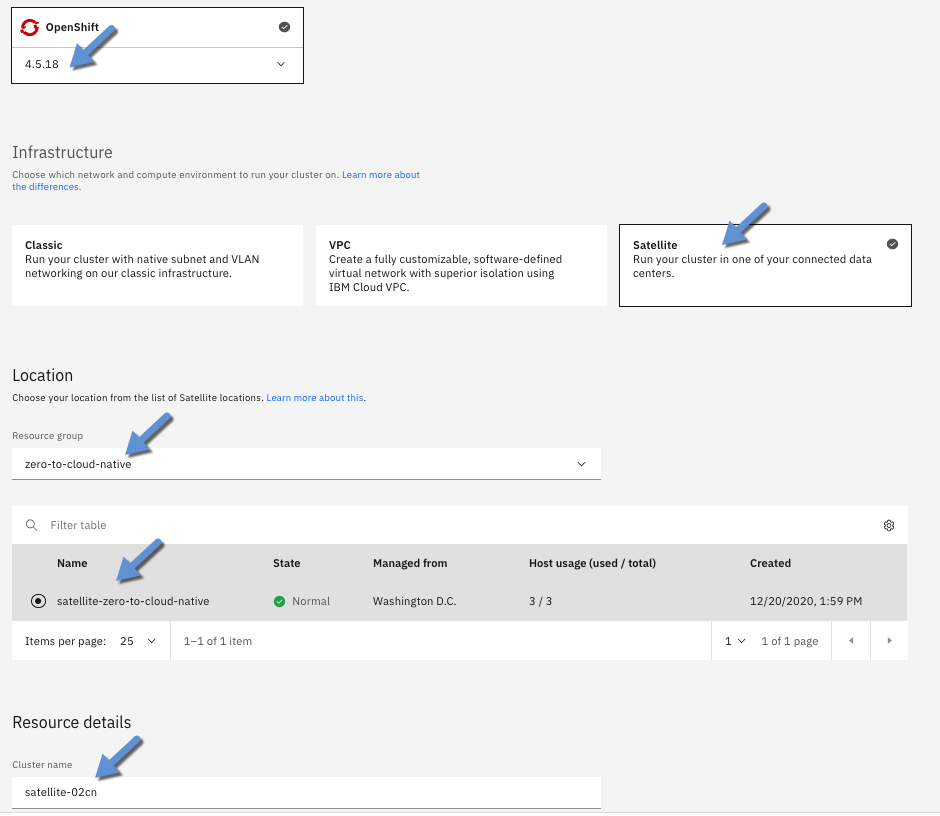 OpenShift
4.5.18
Infrastructure
Choose which network and compute environment to run your cluster on. Learn more about
the differences.
Classic
Run your cluster with native subnet and VLAN
networking on our classic infrastructure.
VPC
Create a fully customizable, software-defined
virtual network with superior isolation using
IBM Cloud VPC.
Satellite
Run your cluster in one of your connected data
centers.
Location
Choose your location from the list of Satellite locations. Learn more about this.
Resource group
zero-to-cloud-native
Filter table
Name State Managed from Host usage (used / total) Created
satellite-zero-to-cloud-native Normal Washington D.C. 3 / 3 12/20/2020, 1:59 PM
Items per page: 25 1–1 of 1 item 1 1 of 1 page
Resource details
Cluster name
satellite-02cn